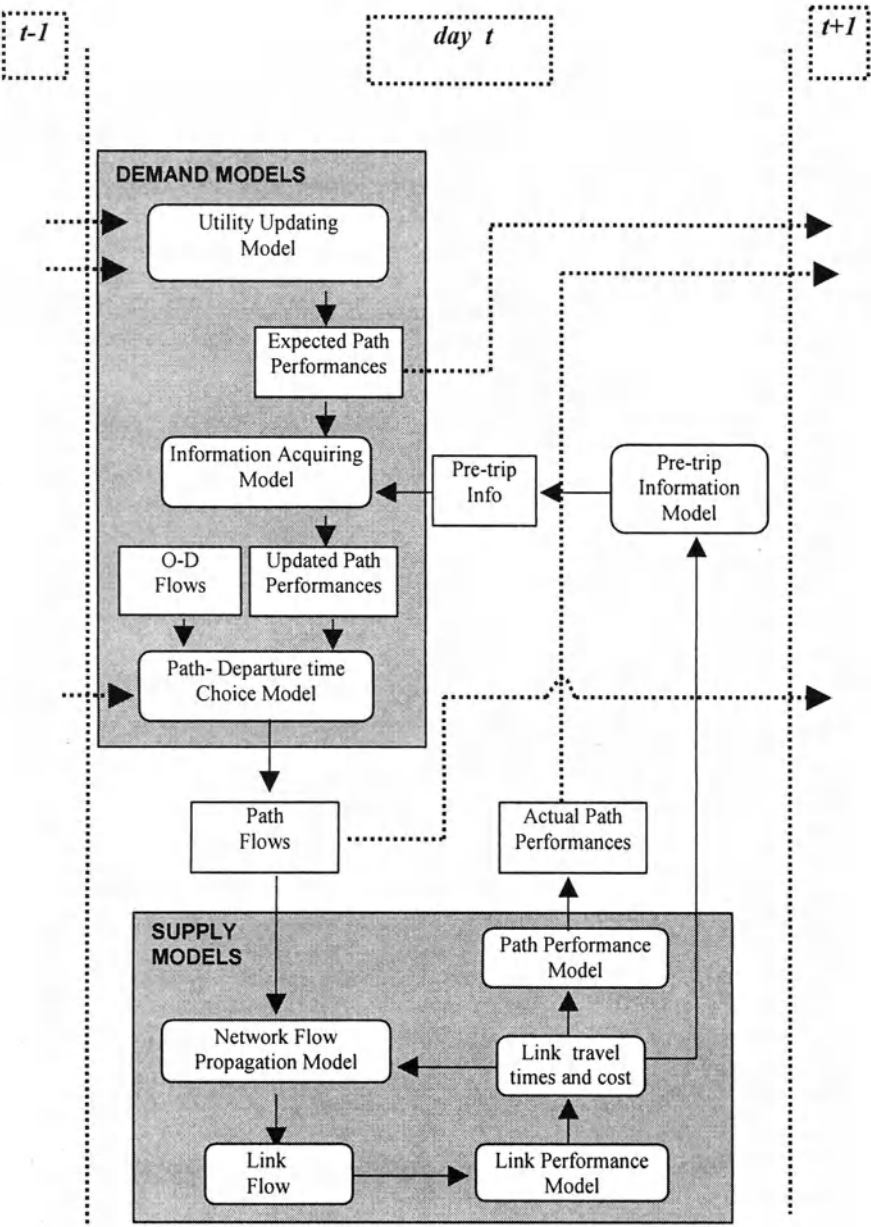 t-1
day t
t+1
DEMAND MODELS
Utility Updating
Model
Expected Path
Performances
Information Acquiring
Model
Pre-trip
Info
Pre-trip
Information
Model
O-D
Flows
Updated Path
Performances
Path- Departure time
Choice Model
Path
Flows
Actual Path
Performances
SUPPLY
MODELS
Path Performance
Model
Network Flow
Propagation Model
Link travel
times and cost
Link
Flow
Link Performance
Model